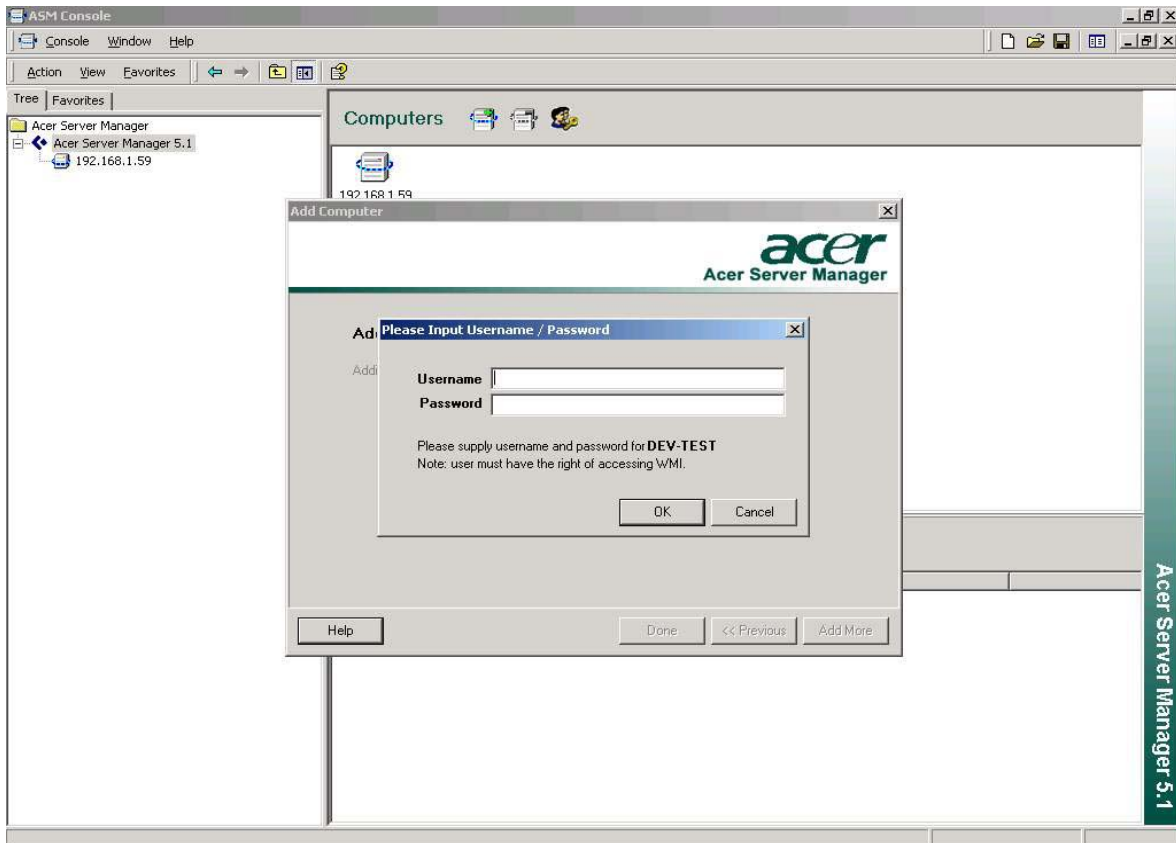 ASM Console
Console Window Help
Action View Favorites
Tree Favorites
Acer Server Manager
Acer Server Manager 5.1
192.168.1.59
Computers
192.168.1.59
Add Computer
acer
Acer Server Manager
Please Input Username / Password
Username
Password
Please supply username and password for DEV-TEST
Note: user must have the right of accessing WMI.
OK Cancel
Help Done << Previous Add More
Acer Server Manager 5.1